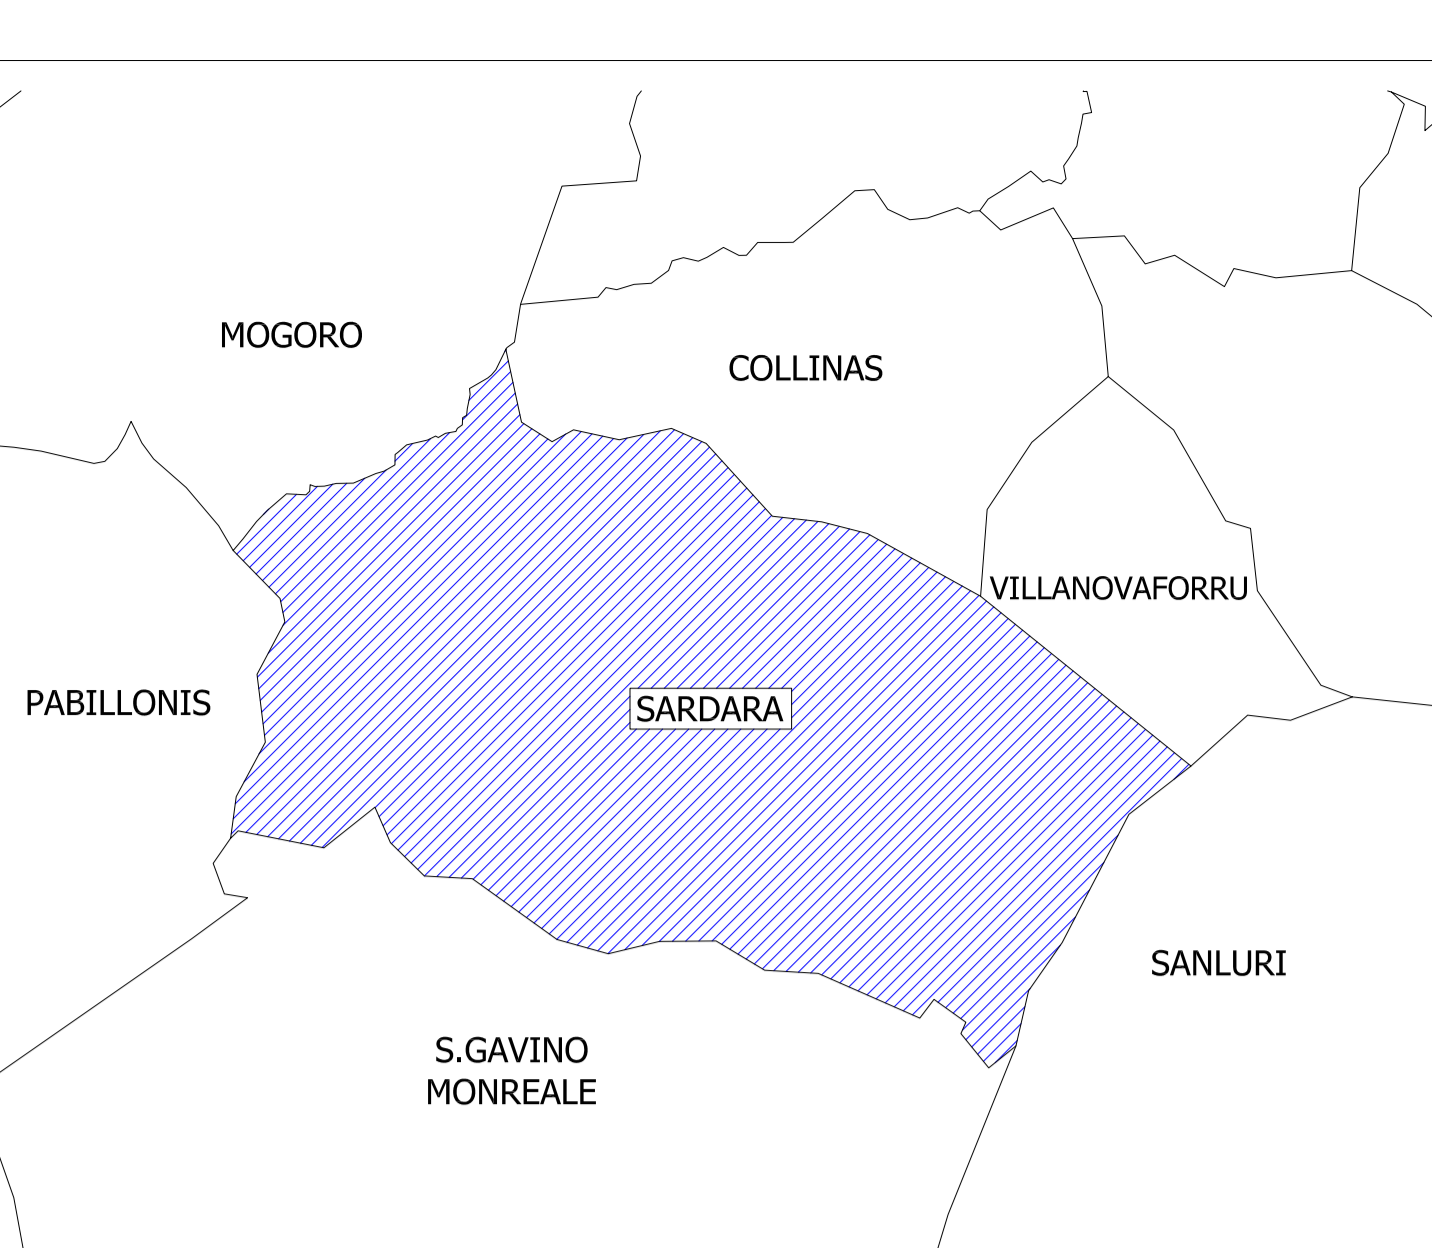 MOGORO
COLLINAS
VILLANOVAFORRU
PABILLONIS
SARDARA
SANLURI
S.GAVINO
MONREALE